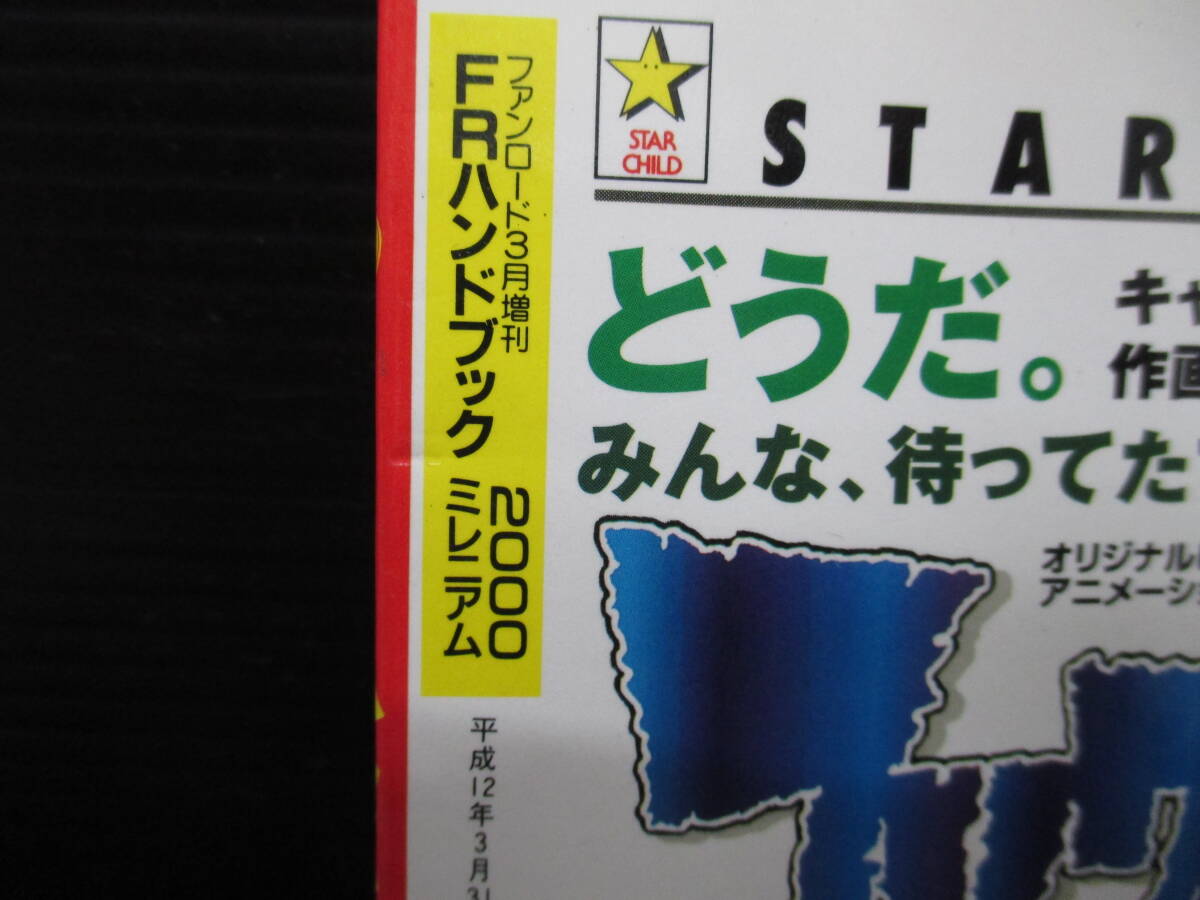 ファンロード3月増刊
FRハンドブック
2000
ミレニアム
平成12年3月31
STAR
CHILD
STAR
どうだ。
キャ
作画
みんな、待ってた
オリジナル
アニメーシ